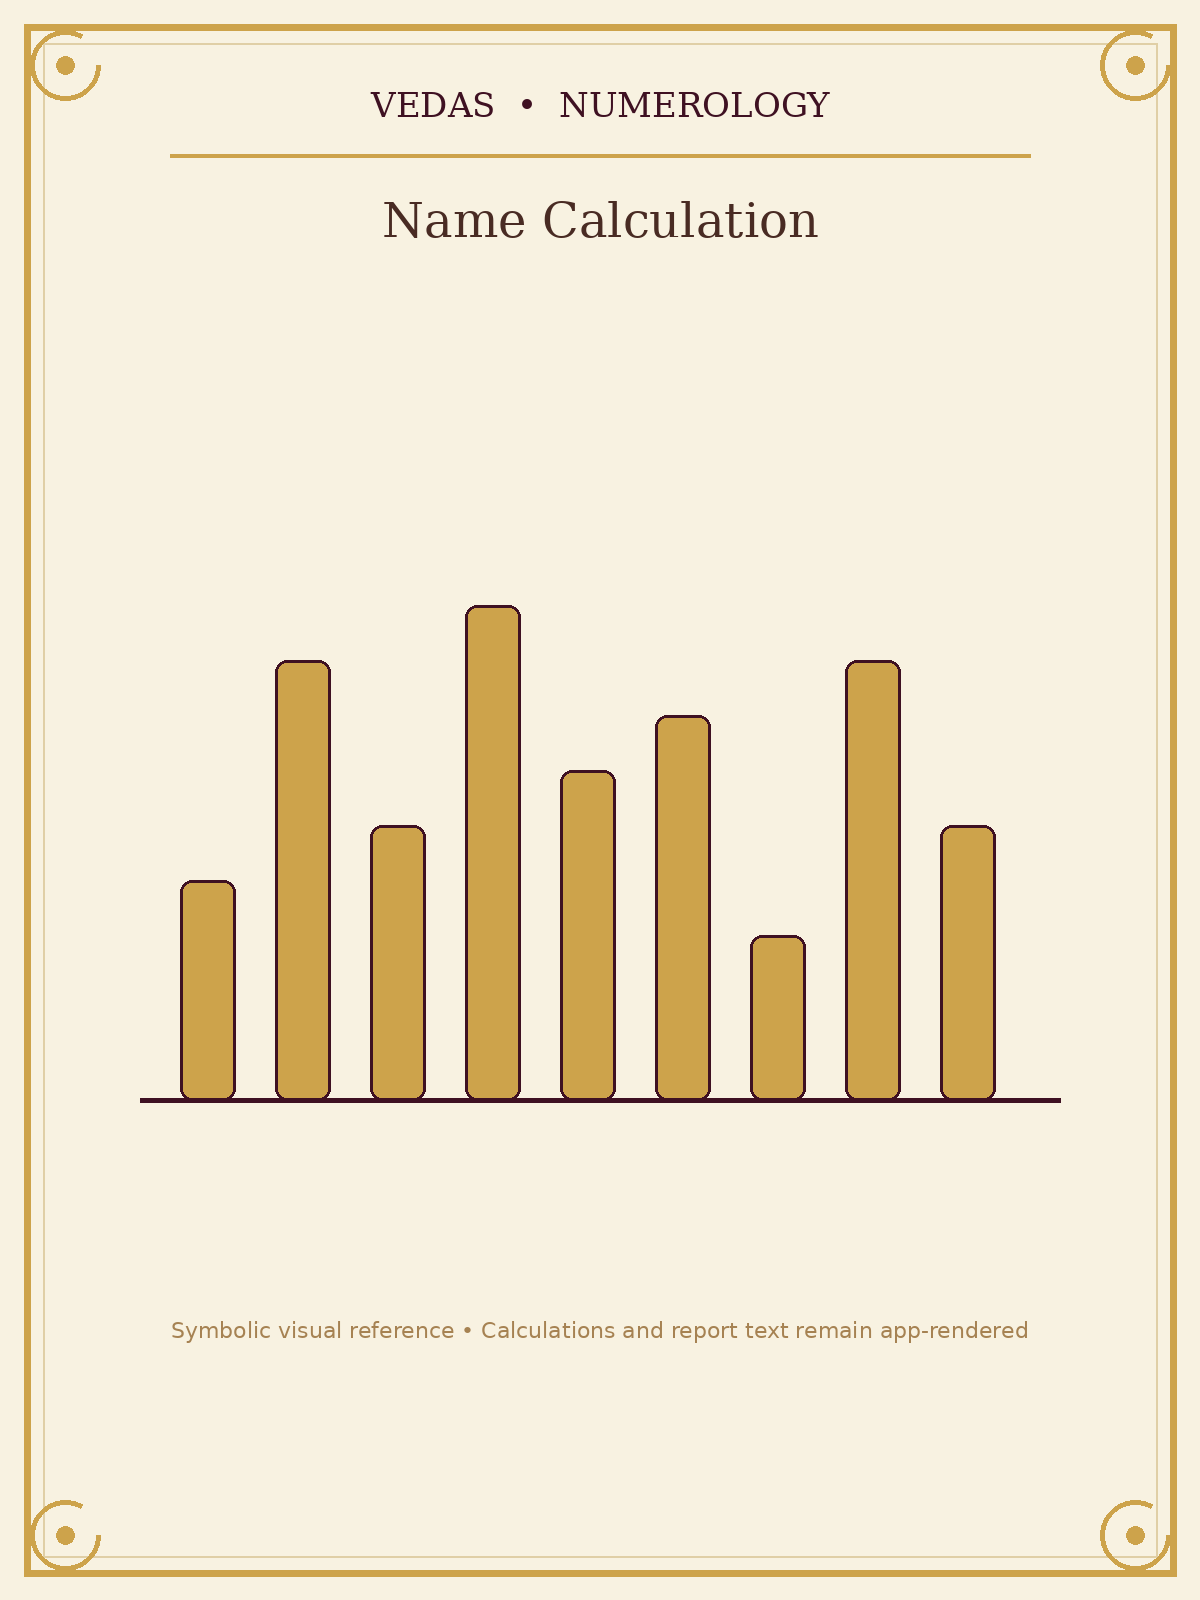 VEDAS • NUMEROLOGY
Name Calculation
Symbolic visual reference • Calculations and report text remain app-rendered